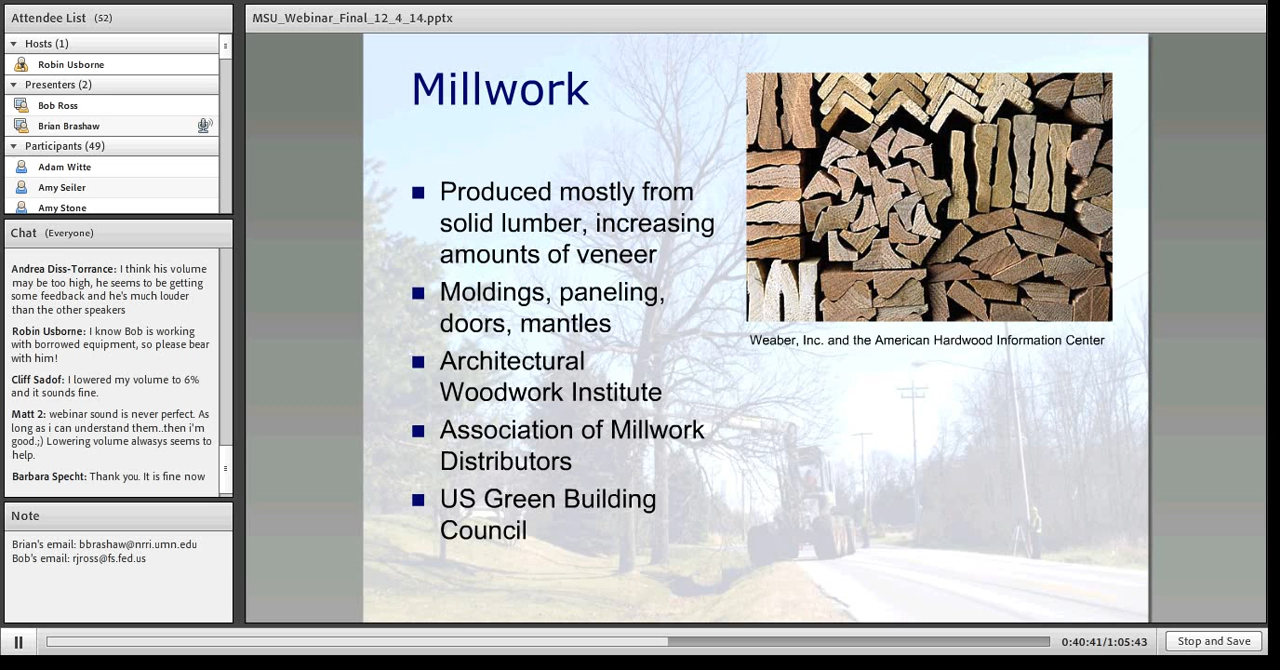 Attendee List (52)
Hosts (1)
Robin Usborne
Presenters (2)
Bob Ross
Brian Brashaw
Participants (49)
Adam Witte
Amy Seiler
Amy Stone
Chat (Everyone)
Andrea Diss-Torrance: I think his volume
may be too high, he seems to be getting
some feedback and he's much louder
than the other speakers
Robin Usborne: I know Bob is working
with borrowed equipment, so please bear
with him!
Cliff Sadof: I lowered my volume to 6%
and it sounds fine.
Matt 2: webinar sound is never perfect. As
long as i can understand them..then i'm
good.;) Lowering volume alwasys seems to
help.
Barbara Specht: Thank you. It is fine now
Note
Brian's email: bbrashaw@nrri.umn.edu
Bob's email: rjross@fs.fed.us
MSU_Webinar_Final_12_4_14.pptx
Millwork
■ Produced mostly from
solid lumber, increasing
amounts of veneer
■ Moldings, paneling,
doors, mantles
■ Architectural
Woodwork Institute
■ Association of Millwork
Distributors
■ US Green Building
Council
Weaber, Inc. and the American Hardwood Information Center
0:40:41/1:05:43
Stop and Save